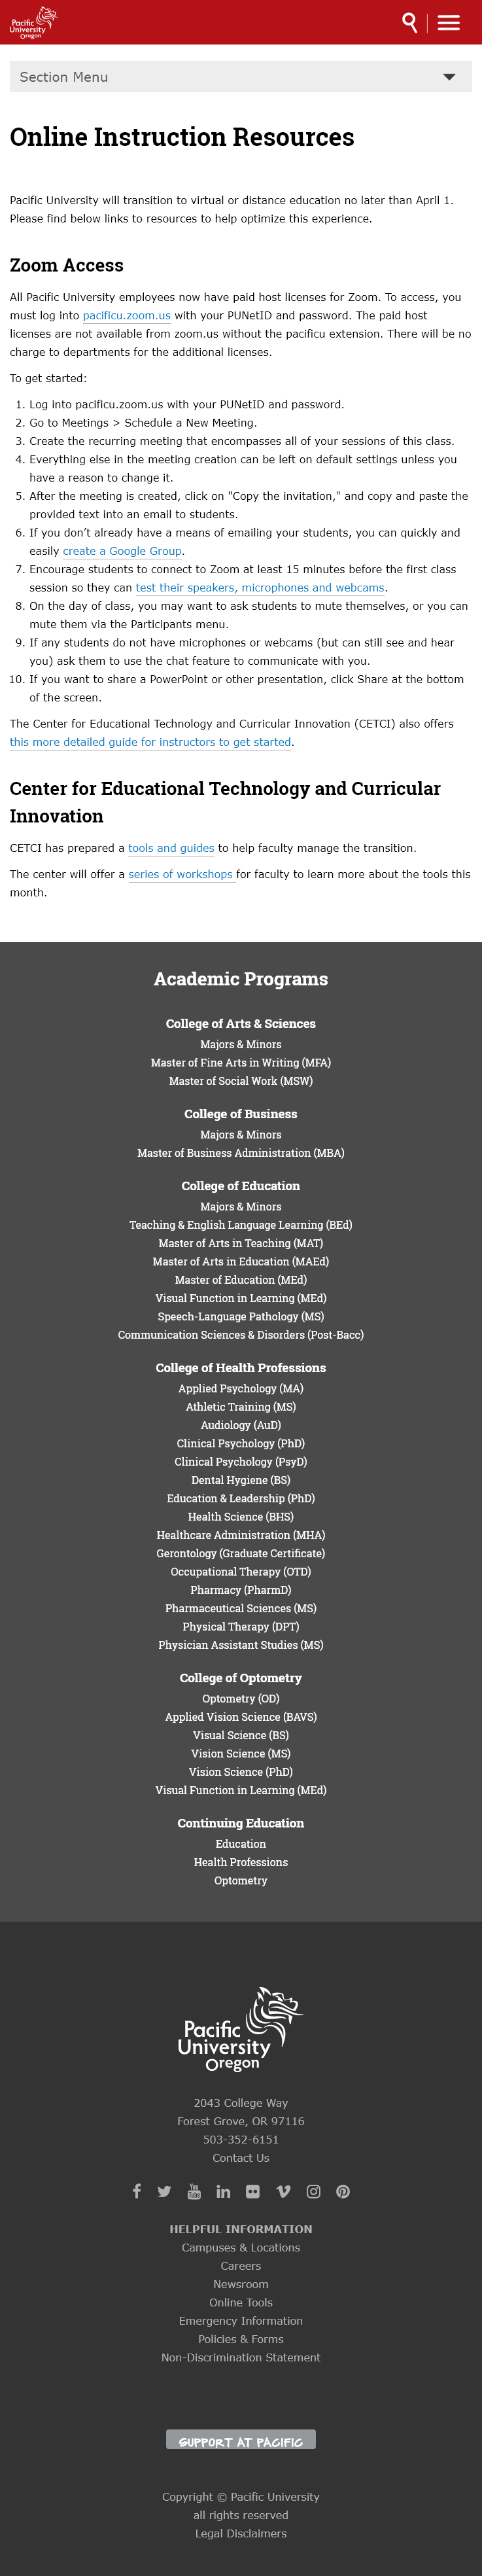 Pacific
University
Oregon
Section Menu
Online Instruction Resources
Pacific University will transition to virtual or distance education no later than April 1.
Please find below links to resources to help optimize this experience.
Zoom Access
All Pacific University employees now have paid host licenses for Zoom. To access, you
must log into pacificu.zoom.us with your PUNetID and password. The paid host
licenses are not available from zoom.us without the pacificu extension. There will be no
charge to departments for the additional licenses.
To get started:
1. Log into pacificu.zoom.us with your PUNetID and password.
2. Go to Meetings > Schedule a New Meeting.
3. Create the recurring meeting that encompasses all of your sessions of this class.
4. Everything else in the meeting creation can be left on default settings unless you
have a reason to change it.
5. After the meeting is created, click on "Copy the invitation," and copy and paste the
provided text into an email to students.
6. If you don’t already have a means of emailing your students, you can quickly and
easily create a Google Group.
7. Encourage students to connect to Zoom at least 15 minutes before the first class
session so they can test their speakers, microphones and webcams.
8. On the day of class, you may want to ask students to mute themselves, or you can
mute them via the Participants menu.
9. If any students do not have microphones or webcams (but can still see and hear
you) ask them to use the chat feature to communicate with you.
10. If you want to share a PowerPoint or other presentation, click Share at the bottom
of the screen.
The Center for Educational Technology and Curricular Innovation (CETCI) also offers
this more detailed guide for instructors to get started.
Center for Educational Technology and Curricular
Innovation
CETCI has prepared a tools and guides to help faculty manage the transition.
The center will offer a series of workshops for faculty to learn more about the tools this
month.
Academic Programs
College of Arts & Sciences
Majors & Minors
Master of Fine Arts in Writing (MFA)
Master of Social Work (MSW)
College of Business
Majors & Minors
Master of Business Administration (MBA)
College of Education
Majors & Minors
Teaching & English Language Learning (BEd)
Master of Arts in Teaching (MAT)
Master of Arts in Education (MAEd)
Master of Education (MEd)
Visual Function in Learning (MEd)
Speech-Language Pathology (MS)
Communication Sciences & Disorders (Post-Bacc)
College of Health Professions
Applied Psychology (MA)
Athletic Training (MS)
Audiology (AuD)
Clinical Psychology (PhD)
Clinical Psychology (PsyD)
Dental Hygiene (BS)
Education & Leadership (PhD)
Health Science (BHS)
Healthcare Administration (MHA)
Gerontology (Graduate Certificate)
Occupational Therapy (OTD)
Pharmacy (PharmD)
Pharmaceutical Sciences (MS)
Physical Therapy (DPT)
Physician Assistant Studies (MS)
College of Optometry
Optometry (OD)
Applied Vision Science (BAVS)
Visual Science (BS)
Vision Science (MS)
Vision Science (PhD)
Visual Function in Learning (MEd)
Continuing Education
Education
Health Professions
Optometry
Pacific
University
Oregon
2043 College Way
Forest Grove, OR 97116
503-352-6151
Contact Us
You Tube in
HELPFUL INFORMATION
Campuses & Locations
Careers
Newsroom
Online Tools
Emergency Information
Policies & Forms
Non-Discrimination Statement
SUPPORT AT PACIFIC
Copyright © Pacific University
all rights reserved
Legal Disclaimers